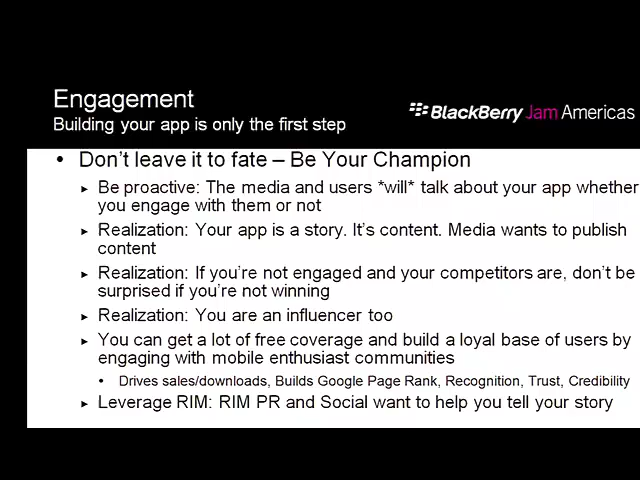 Engagement
BlackBerry Jam Americas
Building your app is only the first step
• Don't leave it to fate – Be Your Champion
► Be proactive: The media and users *will* talk about your app whether
you engage with them or not
► Realization: Your app is a story. It's content. Media wants to publish
content
► Realization: If you're not engaged and your competitors are, don't be
surprised if you're not winning
► Realization: You are an influencer too
► You can get a lot of free coverage and build a loyal base of users by
engaging with mobile enthusiast communities
• Drives sales/downloads, Builds Google Page Rank, Recognition, Trust, Credibility
► Leverage RIM: RIM PR and Social want to help you tell your story